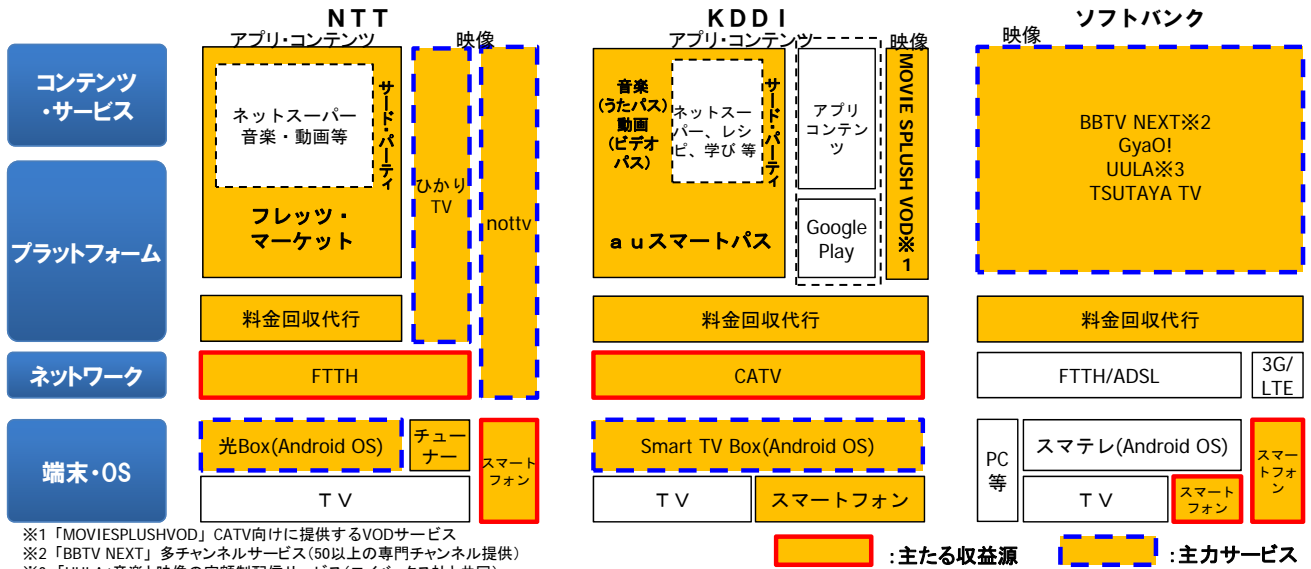 NTT
KDDI
ソフトバンク
コンテンツ
・サービス
プラットフォーム
ネットワーク
端末・OS
アプリ・コンテンツ
映像
ネットスーパー
音楽・動画等
サード・パーティ
フレッツ・
マーケット
ひかり
TV
nottv
料金回収代行
FTTH
光Box(Android OS)
チュー
ナー
スマート
フォン
TV
アプリ・コンテンツ
映像
音楽
(うたパス)
動画
(ビデオ
パス)
ネットスー
パー、レシ
ピ、学び 等
サード・パーティ
auスマートパス
アプリ
コンテン
ツ
Google
Play
MOVIE SPLUSH VOD※1
料金回収代行
CATV
Smart TV Box(Android OS)
TV
スマートフォン
映像
BBTV NEXT※2
GyaO!
UULA※3
TSUTAYA TV
料金回収代行
FTTH/ADSL
3G/
LTE
PC
等
スマテレ(Android OS)
TV
スマート
フォン
スマー
トフォ
ン
※1 「MOVIESPLUSHVOD」 CATV向けに提供するVODサービス
※2 「BBTV NEXT」 多チャンネルサービス(50以上の専門チャンネル提供)
:主たる収益源
:主力サービス